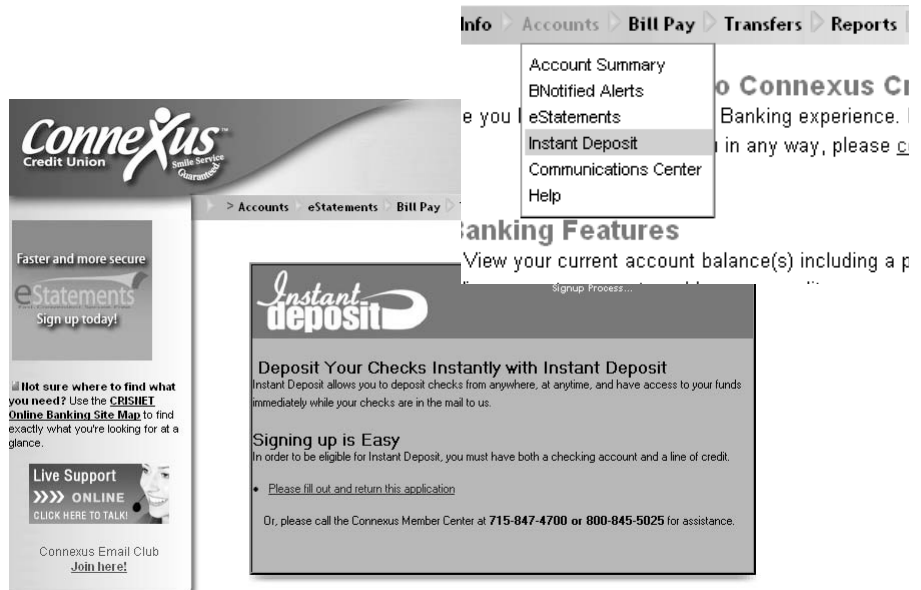 Info Accounts Bill Pay Transfers Reports
Account Summary
BNotified Alerts
eStatements
Instant Deposit
Communications Center
Help
o Connexus Cr
e you Banking experience.
in any way, please
Banking Features
View your current account balance(s) including a p
Connexus
Credit Union
Smile Service
Guaranteed
> Accounts eStatements Bill Pay
Faster and more secure
eStatements
Sign up today!
Not sure where to find what
you need? Use the CRISNET
Online Banking Site Map to find
exactly what you're looking for at a
glance.
Live Support
»»» ONLINE
CLICK HERE TO TALK!
Connexus Email Club
Join here!
Instant
deposit
Signup Process...
Deposit Your Checks Instantly with Instant Deposit
Instant Deposit allows you to deposit checks from anywhere, at anytime, and have access to your funds
immediately while your checks are in the mail to us.
Signing up is Easy
In order to be eligible for Instant Deposit, you must have both a checking account and a line of credit.
• Please fill out and return this application
Or, please call the Connexus Member Center at 715-847-4700 or 800-845-5025 for assistance.